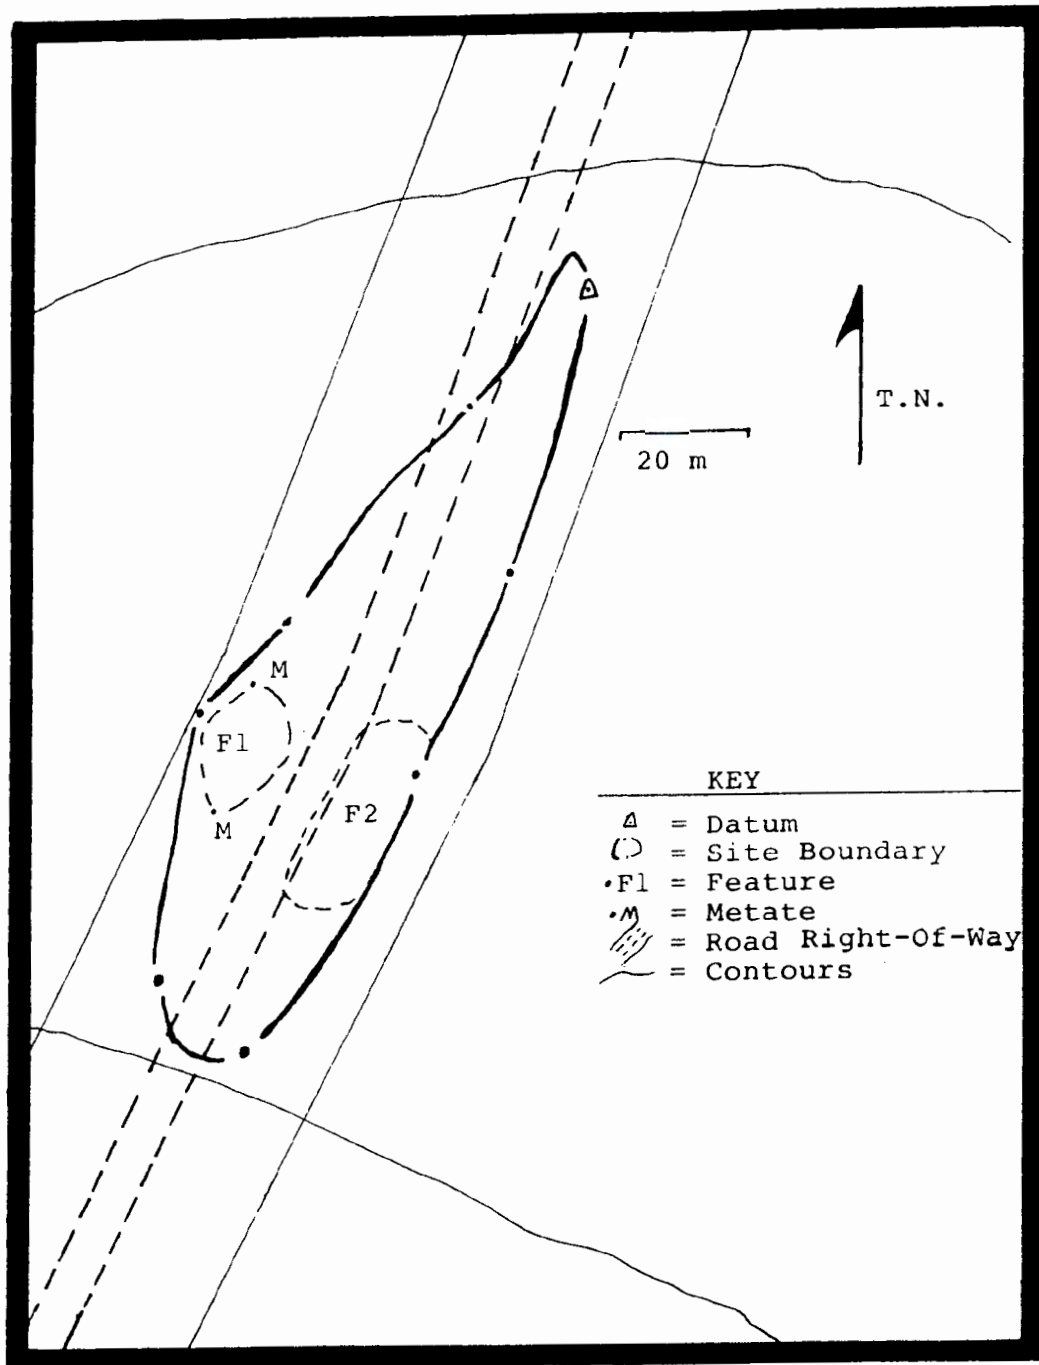 T.N.
20 m
M
F1
M
F2
KEY
= Datum
= Site Boundary
•F1 = Feature
•M = Metate
= Road Right-Of-Way
= Contours